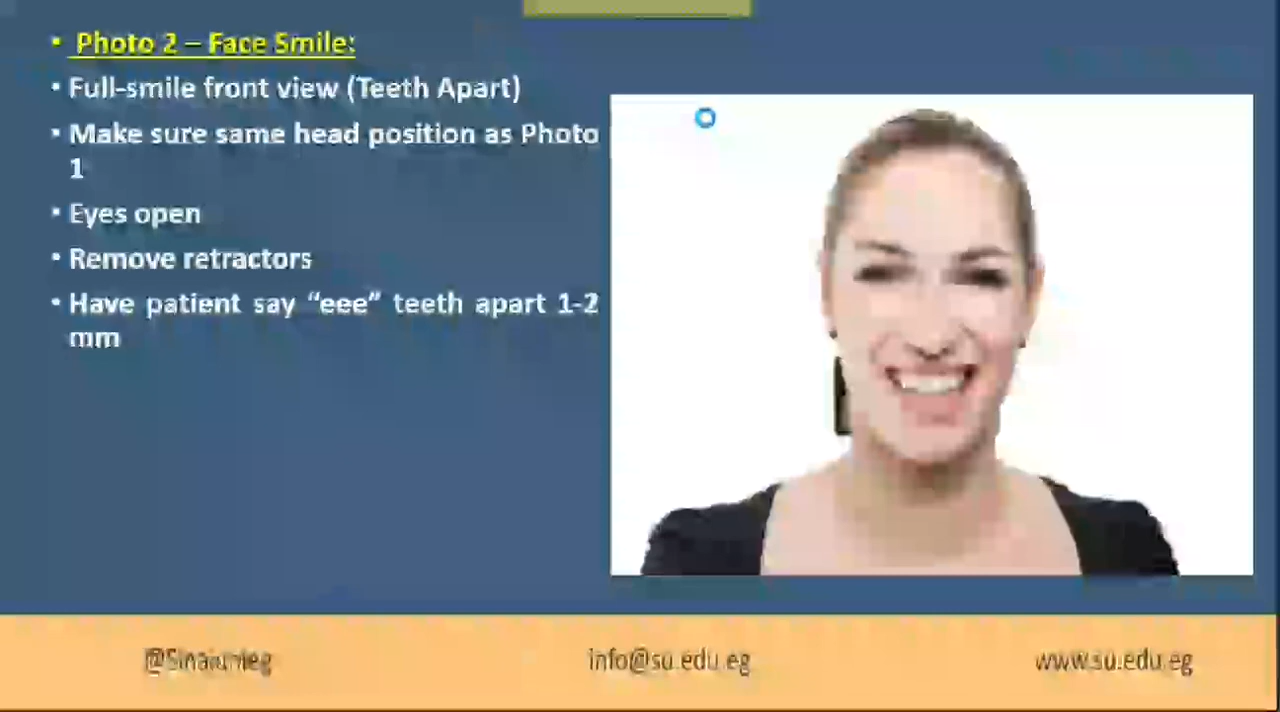 • Photo 2 – Face Smile:
• Full-smile front view (Teeth Apart)
• Make sure same head position as Photo
1
• Eyes open
• Remove retractors
• Have patient say “eee” teeth apart 1-2
mm
@Sinaiunieg
info@su.edu.eg
www.su.edu.eg